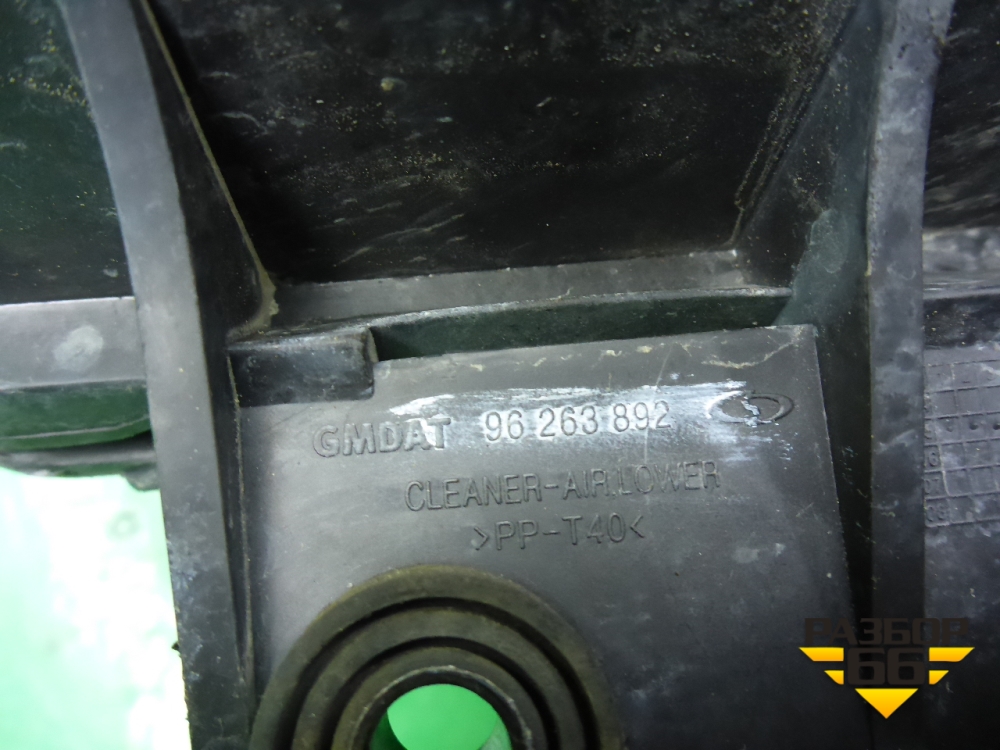 GMDAT 96 263 892
CLEANER-AIR,LOWER
>PP-T40<
РАЗБОР
66